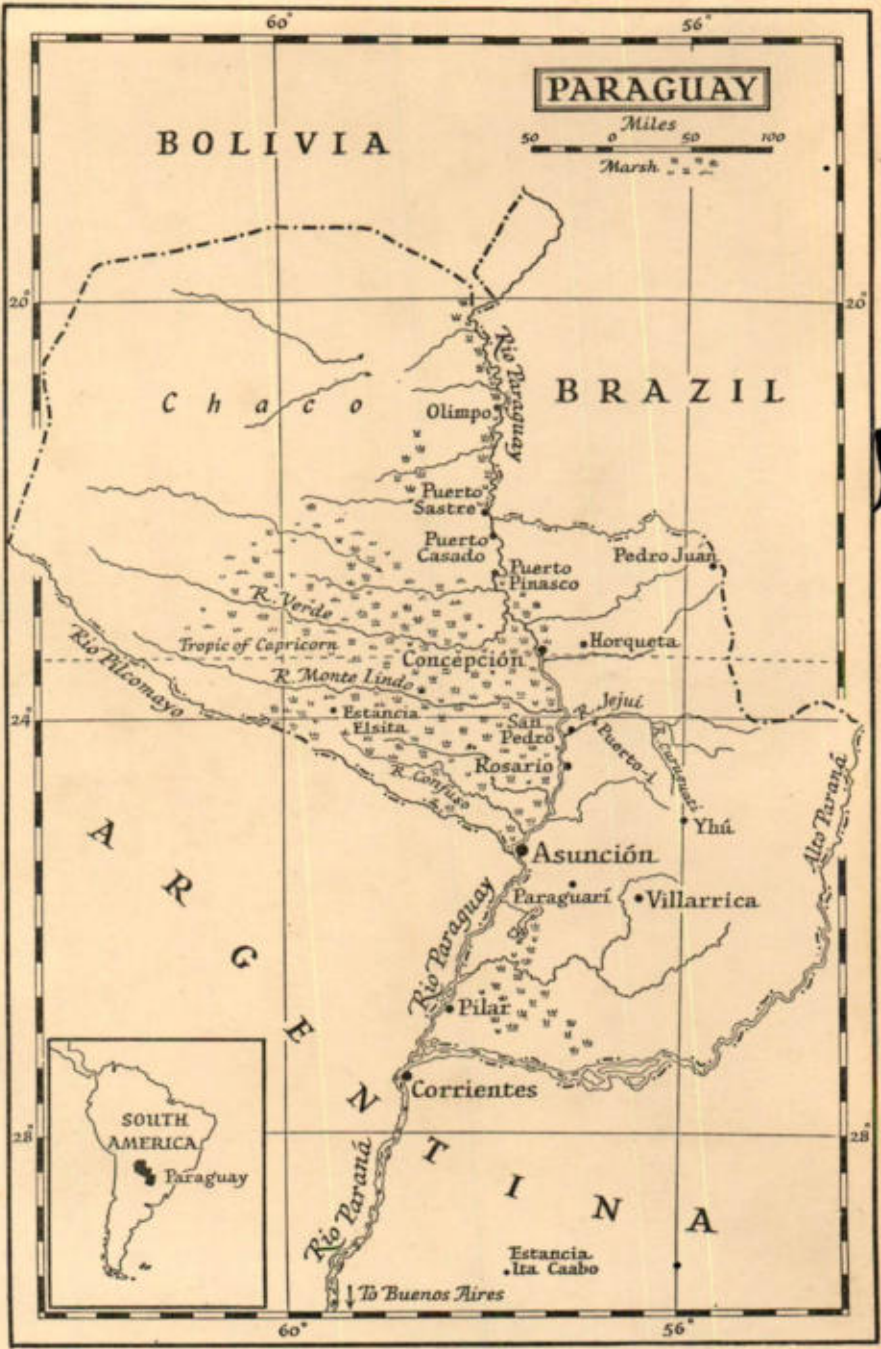 60°
56°
PARAGUAY
Miles
50 0 50 100
Marsh
BOLIVIA
20°
20°
Rio Paraguay
BRAZIL
Chaco
Olimpo
Puerto
Sastre
Puerto
Casado
Pedro Juan
Puerto
Pinasco
R. Verde
Horqueta
Tropic of Capricorn
Concepción
Rio Pilcomayo
R. Monte Lindo
R. Jejuí
24°
Estancia
Elsita
San
Pedro
Puerto-í
R. Curuguati
Rosario
R. Confuso
Yhú
Alto Paraná
Asunción
ARGENTINA
Paraguarí
Villarrica
Rio Paraguay
Pilar
Corrientes
28°
28°
SOUTH
AMERICA
Paraguay
Rio Paraná
Estancia
Ita Caabo
To Buenos Aires
60°
56°